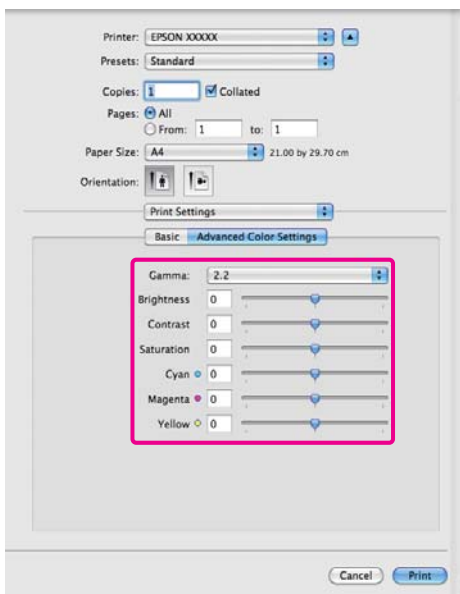 Printer: EPSON XXXXX
Presets: Standard
Copies: 1 Collated
Pages: All
From: 1 to: 1
Paper Size: A4 21.00 by 29.70 cm
Orientation:
Print Settings
Basic Advanced Color Settings
Gamma: 2.2
Brightness 0
Contrast 0
Saturation 0
Cyan 0
Magenta 0
Yellow 0
Cancel Print